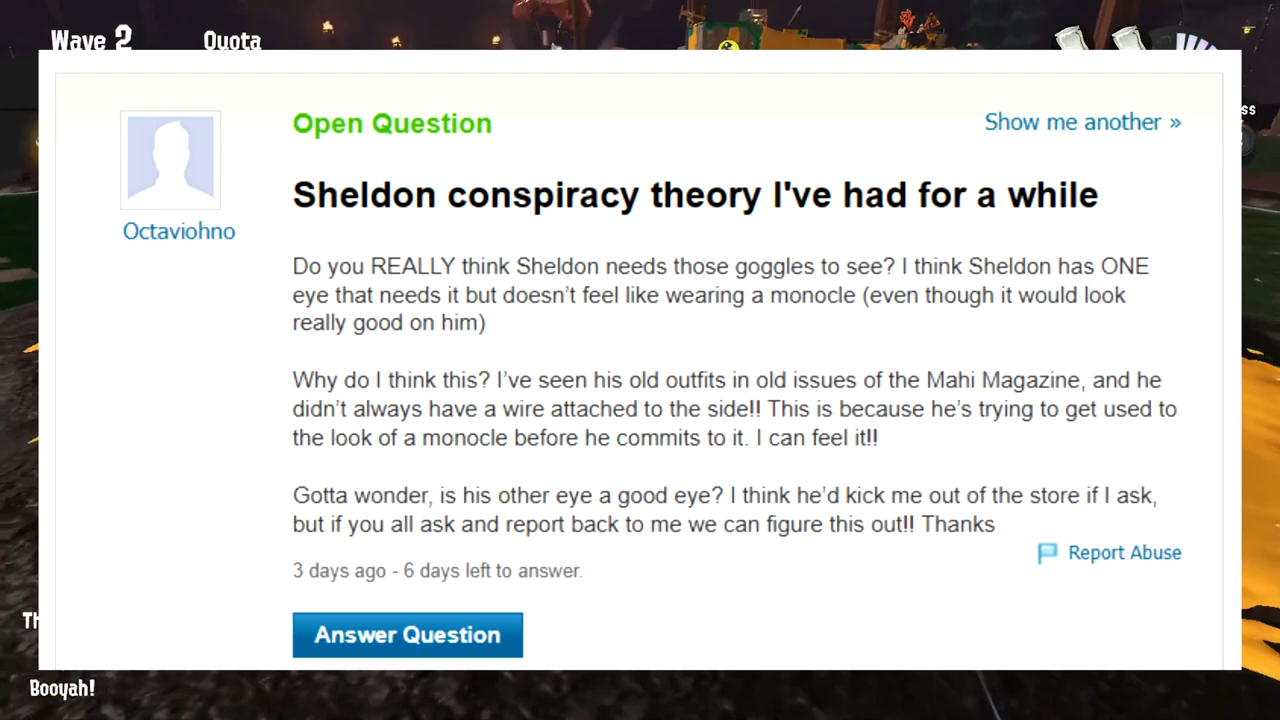 Wave 2
Quota
Open Question
Show me another »
Sheldon conspiracy theory I've had for a while
Octaviohno
Do you REALLY think Sheldon needs those goggles to see? I think Sheldon has ONE
eye that needs it but doesn’t feel like wearing a monocle (even though it would look
really good on him)
Why do I think this? I’ve seen his old outfits in old issues of the Mahi Magazine, and he
didn’t always have a wire attached to the side!! This is because he’s trying to get used to
the look of a monocle before he commits to it. I can feel it!!
Gotta wonder, is his other eye a good eye? I think he’d kick me out of the store if I ask,
but if you all ask and report back to me we can figure this out!! Thanks
Report Abuse
3 days ago - 6 days left to answer.
Answer Question
Booyah!